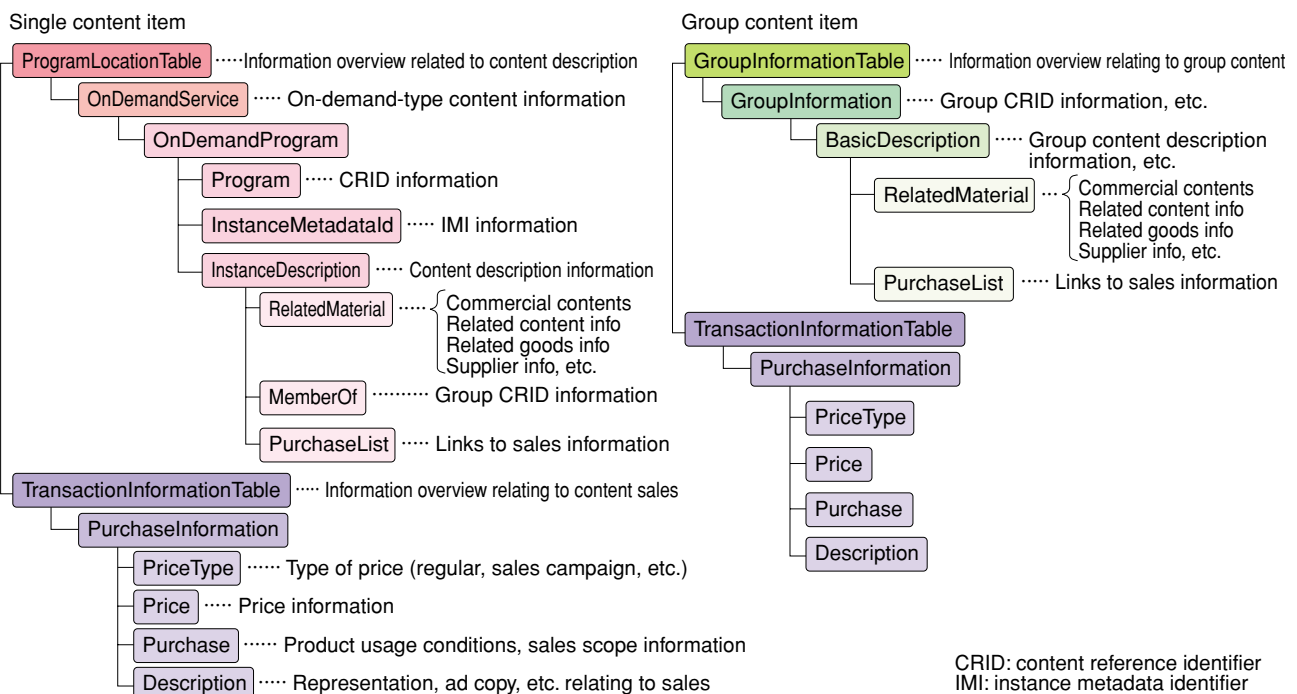 Single content item
ProgramLocationTable ·····Information overview related to content description
OnDemandService ····· On-demand-type content information
OnDemandProgram
Program ····· CRID information
InstanceMetadataId ····· IMI information
InstanceDescription ····· Content description information
RelatedMaterial ····· Commercial contents
Related content info
Related goods info
Supplier info, etc.
MemberOf ·········· Group CRID information
PurchaseList ····· Links to sales information
TransactionInformationTable ····· Information overview relating to content sales
PurchaseInformation
PriceType ······ Type of price (regular, sales campaign, etc.)
Price ····· Price information
Purchase ······ Product usage conditions, sales scope information
Description ····· Representation, ad copy, etc. relating to sales
Group content item
GroupInformationTable ····· Information overview relating to group content
GroupInformation ····· Group CRID information, etc.
BasicDescription ····· Group content description
information, etc.
RelatedMaterial ··· Commercial contents
Related content info
Related goods info
Supplier info, etc.
PurchaseList ····· Links to sales information
TransactionInformationTable
PurchaseInformation
PriceType
Price
Purchase
Description
CRID: content reference identifier
IMI: instance metadata identifier